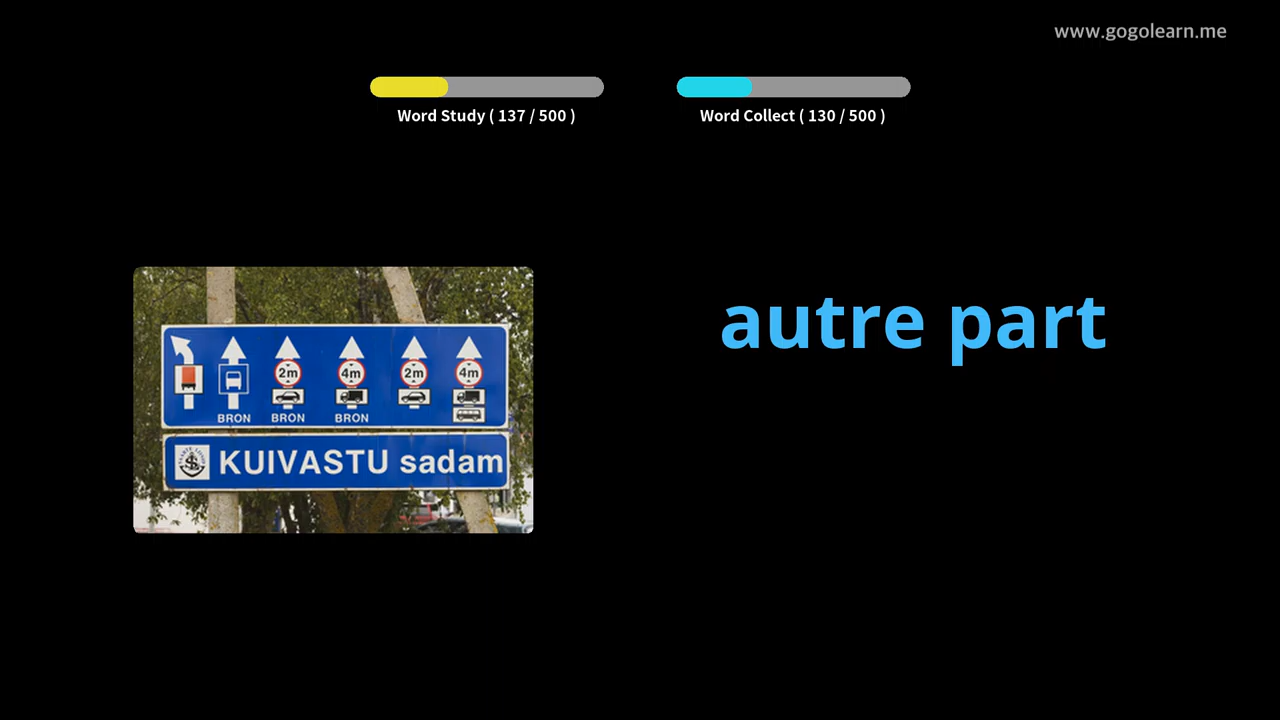 www.gogolearn.me
Word Study ( 137 / 500 )
Word Collect ( 130 / 500 )
autre part
2m 4m 2m 4m
BRON BRON BRON
KUIVASTU sadam